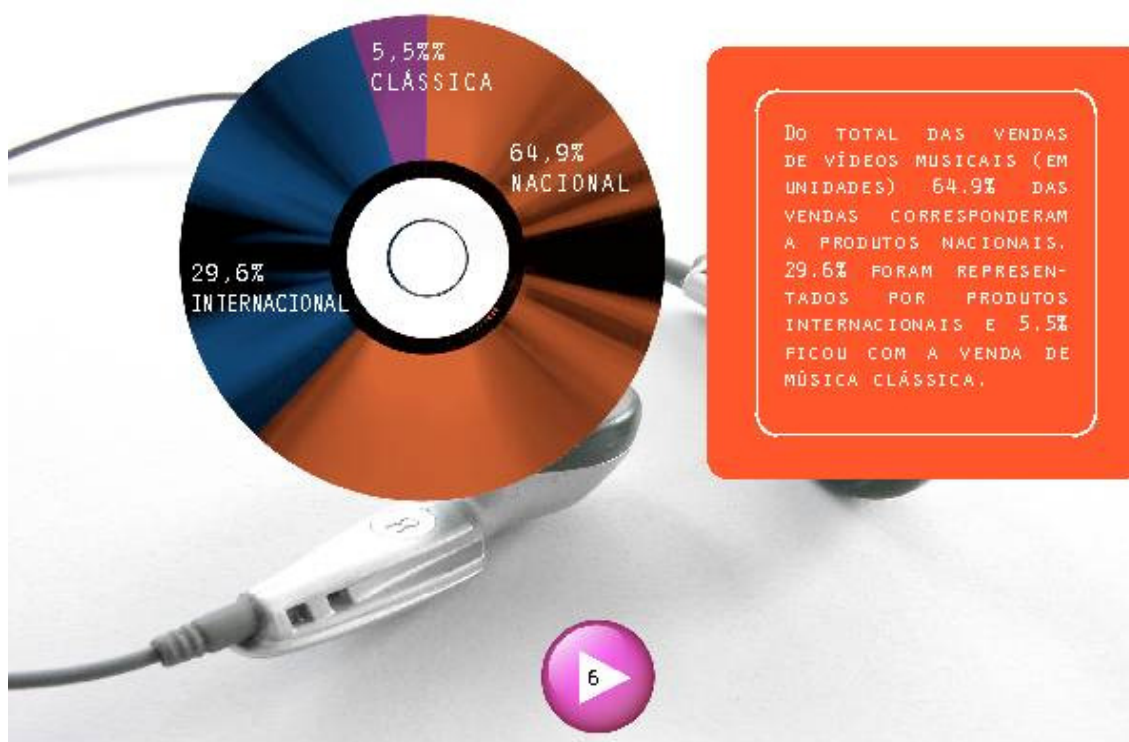 5,5%%
CLÁSSICA
64,9%
NACIONAL
29,6%
INTERNACIONAL
DO TOTAL DAS VENDAS
DE VÍDEOS MUSICAIS (EM
UNIDADES) 64.9% DAS
VENDAS CORRESPONDERAM
A PRODUTOS NACIONAIS.
29.6% FORAM REPRESEN-
TADOS POR PRODUTOS
INTERNACIONAIS E 5.5%
FICOU COM A VENDA DE
MÚSICA CLÁSSICA.
6